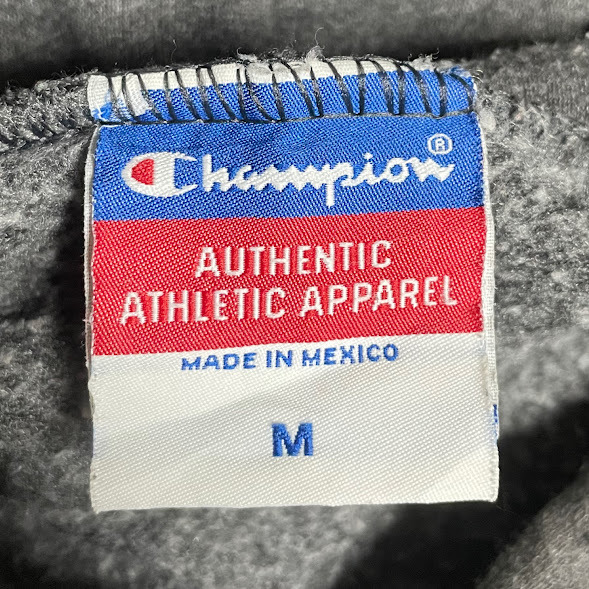 Champion®
AUTHENTIC
ATHLETIC APPAREL
MADE IN MEXICO
M